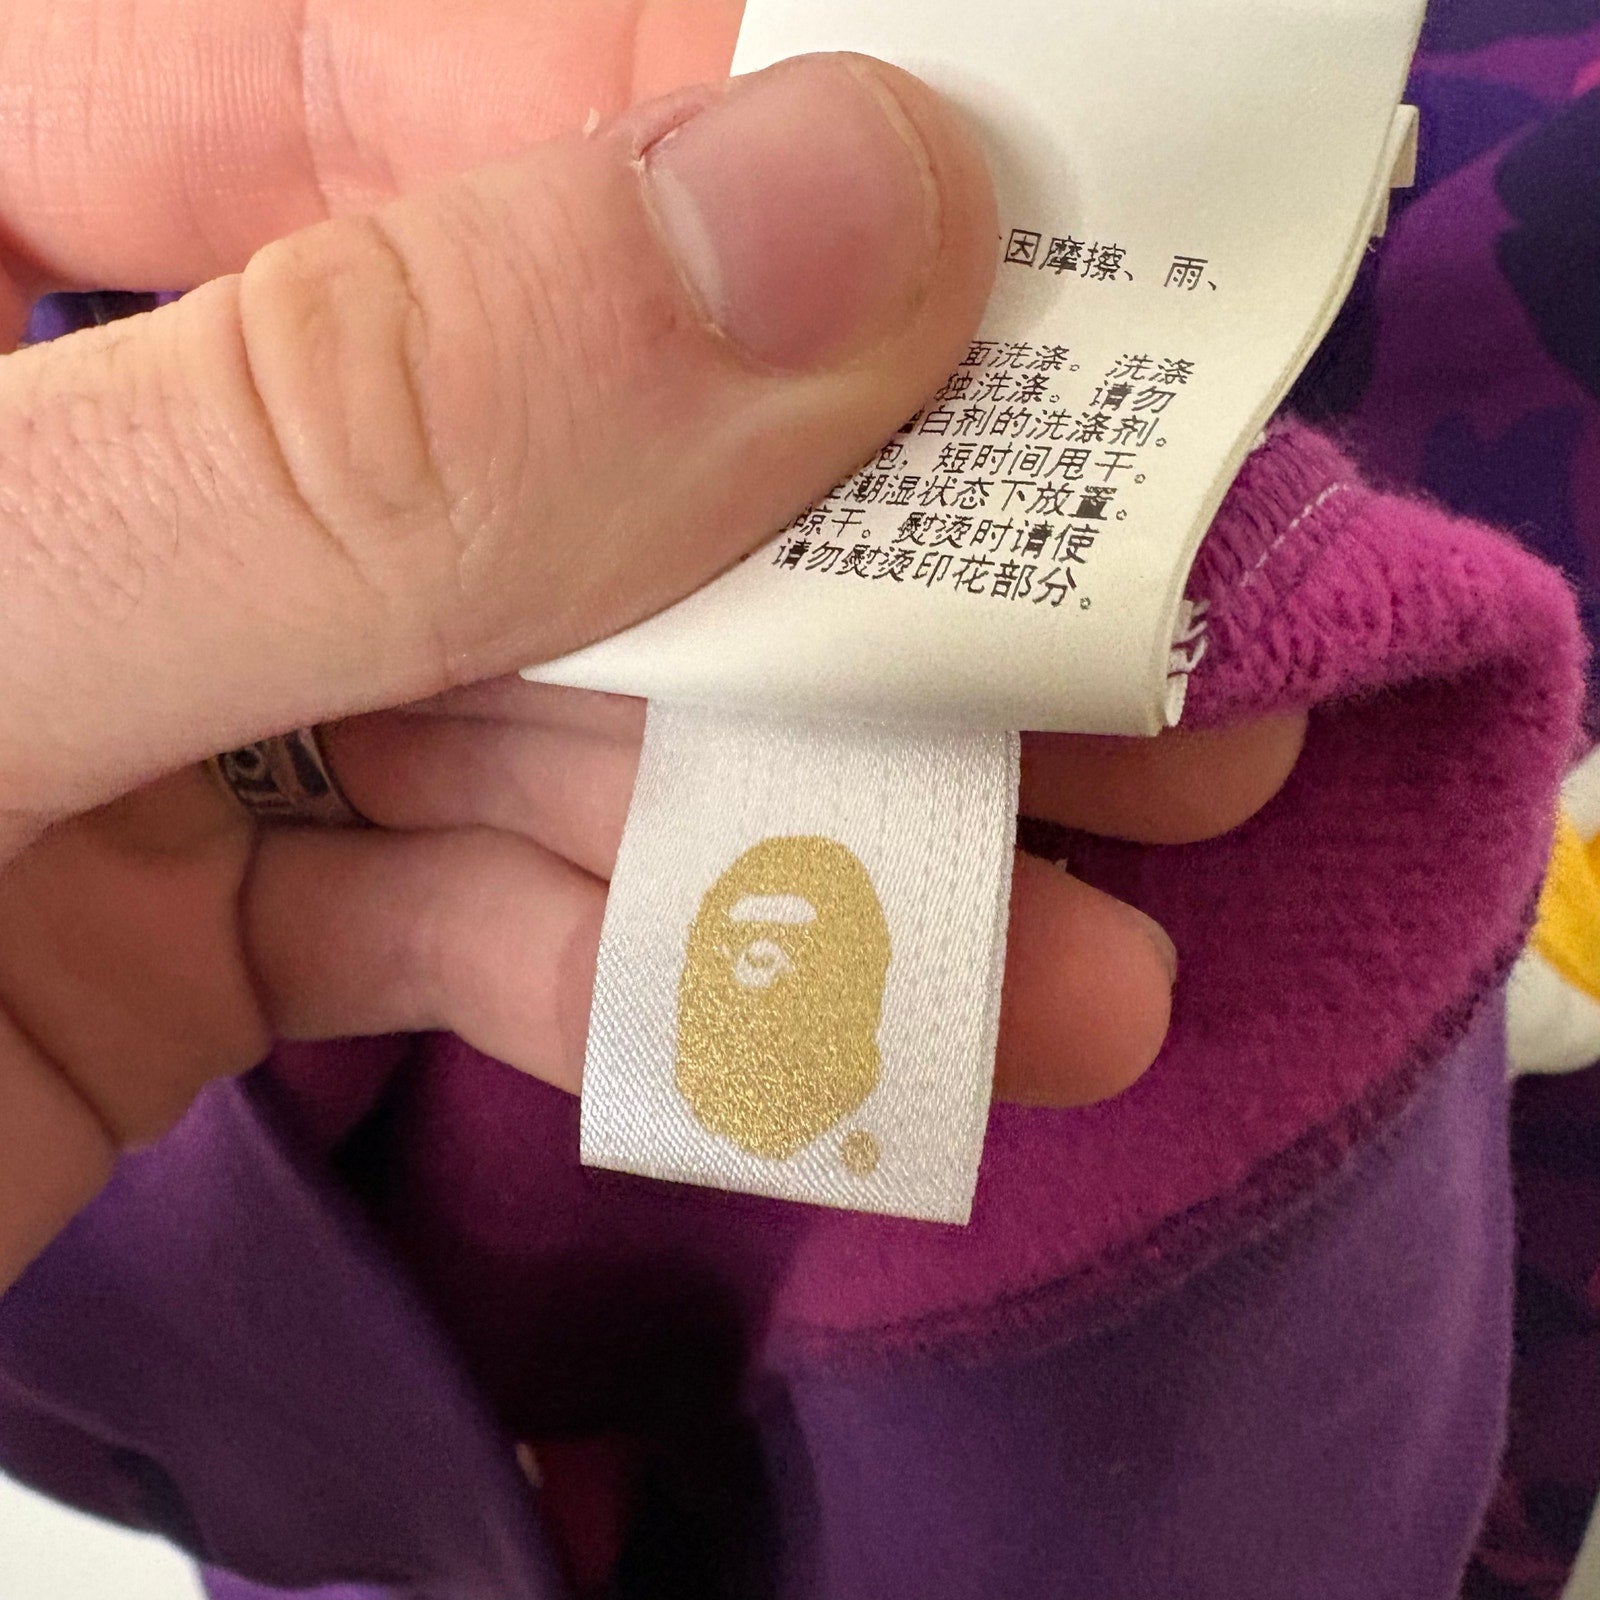 因摩擦、雨、
面洗涤。洗涤
独洗涤。请勿
白剂的洗涤剂。
泡，短时间甩干。
潮湿状态下放置。
晾干。熨烫时请使
请勿熨烫印花部分。